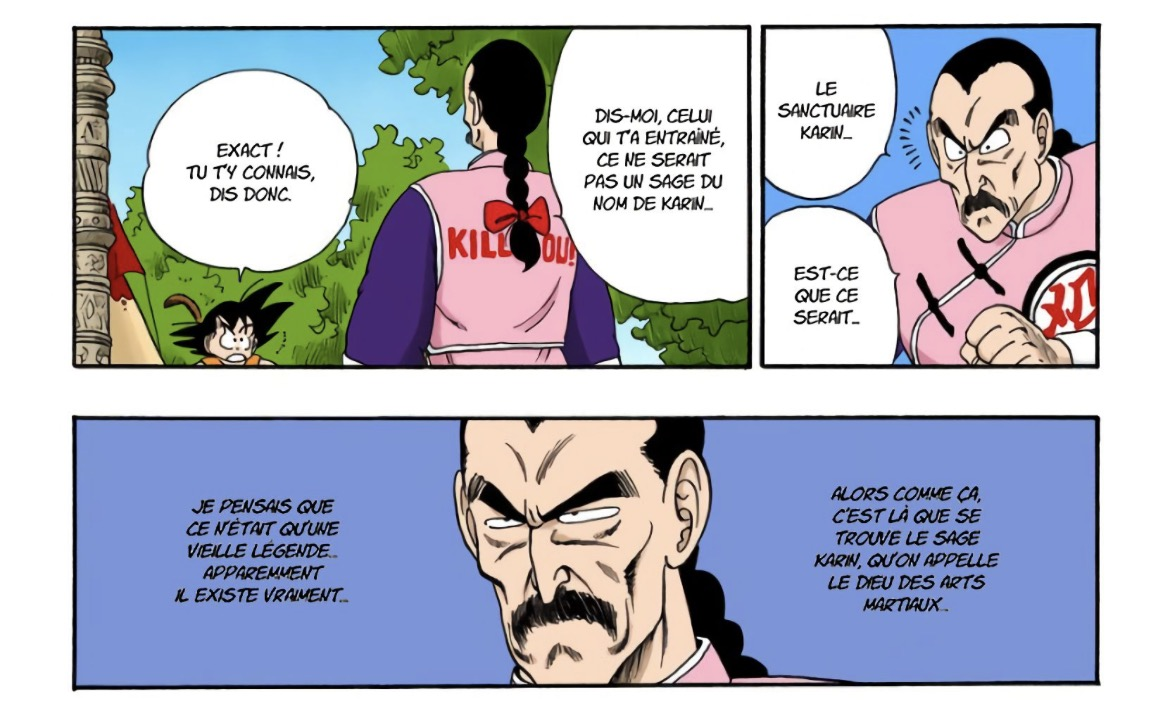 LE
SANCTUAIRE
KARIN...
EST-CE
QUE CE
SERAIT...
DIS-MOI, CELUI
QUI T'A ENTRAÎNÉ,
CE NE SERAIT
PAS UN SAGE DU
NOM DE KARIN...
EXACT !
TU T'Y CONNAIS,
DIS DONC.
KILL OU!
ALORS COMME ÇA,
C'EST LÀ QUE SE
TROUVE LE SAGE
KARIN, QU'ON APPELLE
LE DIEU DES ARTS
MARTIAUX...
JE PENSAIS QUE
CE N'ÉTAIT QU'UNE
VIEILLE LÉGENDE...
APPAREMMENT
IL EXISTE VRAIMENT...